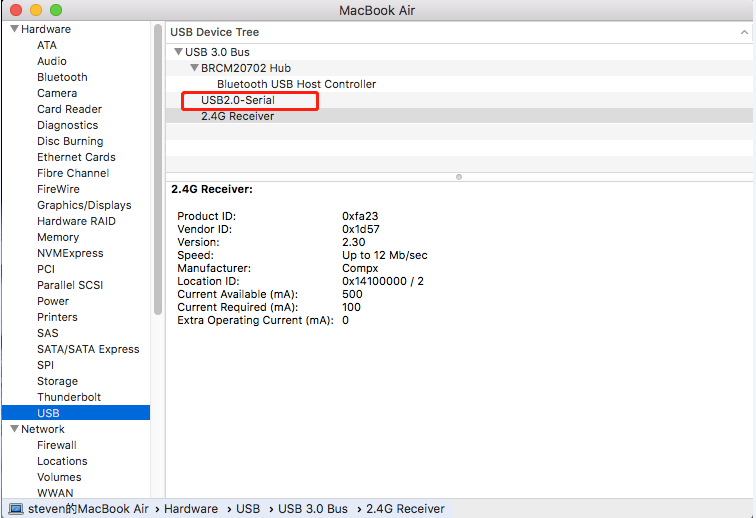 MacBook Air
Hardware
ATA
Audio
Bluetooth
Camera
Card Reader
Diagnostics
Disc Burning
Ethernet Cards
Fibre Channel
FireWire
Graphics/Displays
Hardware RAID
Memory
NVMExpress
PCI
Parallel SCSI
Power
Printers
SAS
SATA/SATA Express
SPI
Storage
Thunderbolt
USB
Network
Firewall
Locations
Volumes
WWAN
USB Device Tree
USB 3.0 Bus
BRCM20702 Hub
Bluetooth USB Host Controller
USB2.0-Serial
2.4G Receiver
2.4G Receiver:
Product ID: 0xfa23
Vendor ID: 0x1d57
Version: 2.30
Speed: Up to 12 Mb/sec
Manufacturer: Compx
Location ID: 0x14100000 / 2
Current Available (mA): 500
Current Required (mA): 100
Extra Operating Current (mA): 0
steven的MacBook Air › Hardware › USB › USB 3.0 Bus › 2.4G Receiver